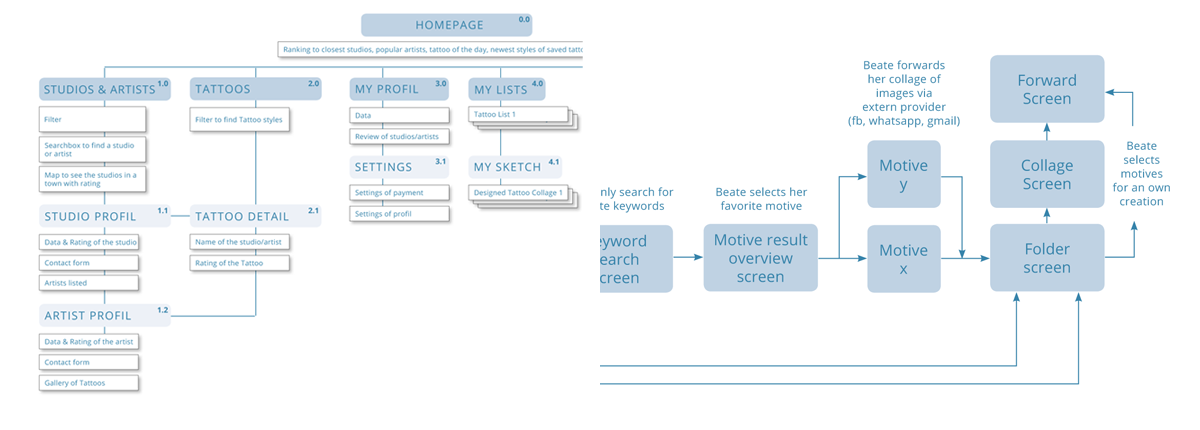 HOMEPAGE 0.0
Ranking to closest studios, popular artists, tattoo of the day, newest styles of saved
STUDIOS & ARTISTS 1.0
Filter
Searchbox to find a studio
or artist
Map to see the studios in a
town with rating
STUDIO PROFIL 1.1
Data & Rating of the studio
Contact form
Artists listed
ARTIST PROFIL 1.2
Data & Rating of the artist
Contact form
Gallery of Tattoos
TATTOOS 2.0
Filter to find Tattoo styles
TATTOO DETAIL 2.1
Name of the studio/artist
Rating of the Tattoo
MY PROFIL 3.0
Data
Review of studios/artists
SETTINGS 3.1
Settings of payment
Settings of profil
MY LISTS 4.0
Tattoo List 1
MY SKETCH 4.1
Designed Tattoo Collage 1
search for
keywords
screen
Beate selects her
favorite motive
Motive result
overview
screen
Beate forwards
her collage of
images via
extern provider
(fb, whatsapp, gmail)
Motive
y
Motive
x
Forward
Screen
Collage
Screen
Folder
screen
Beate
selects
motives
for an own
creation